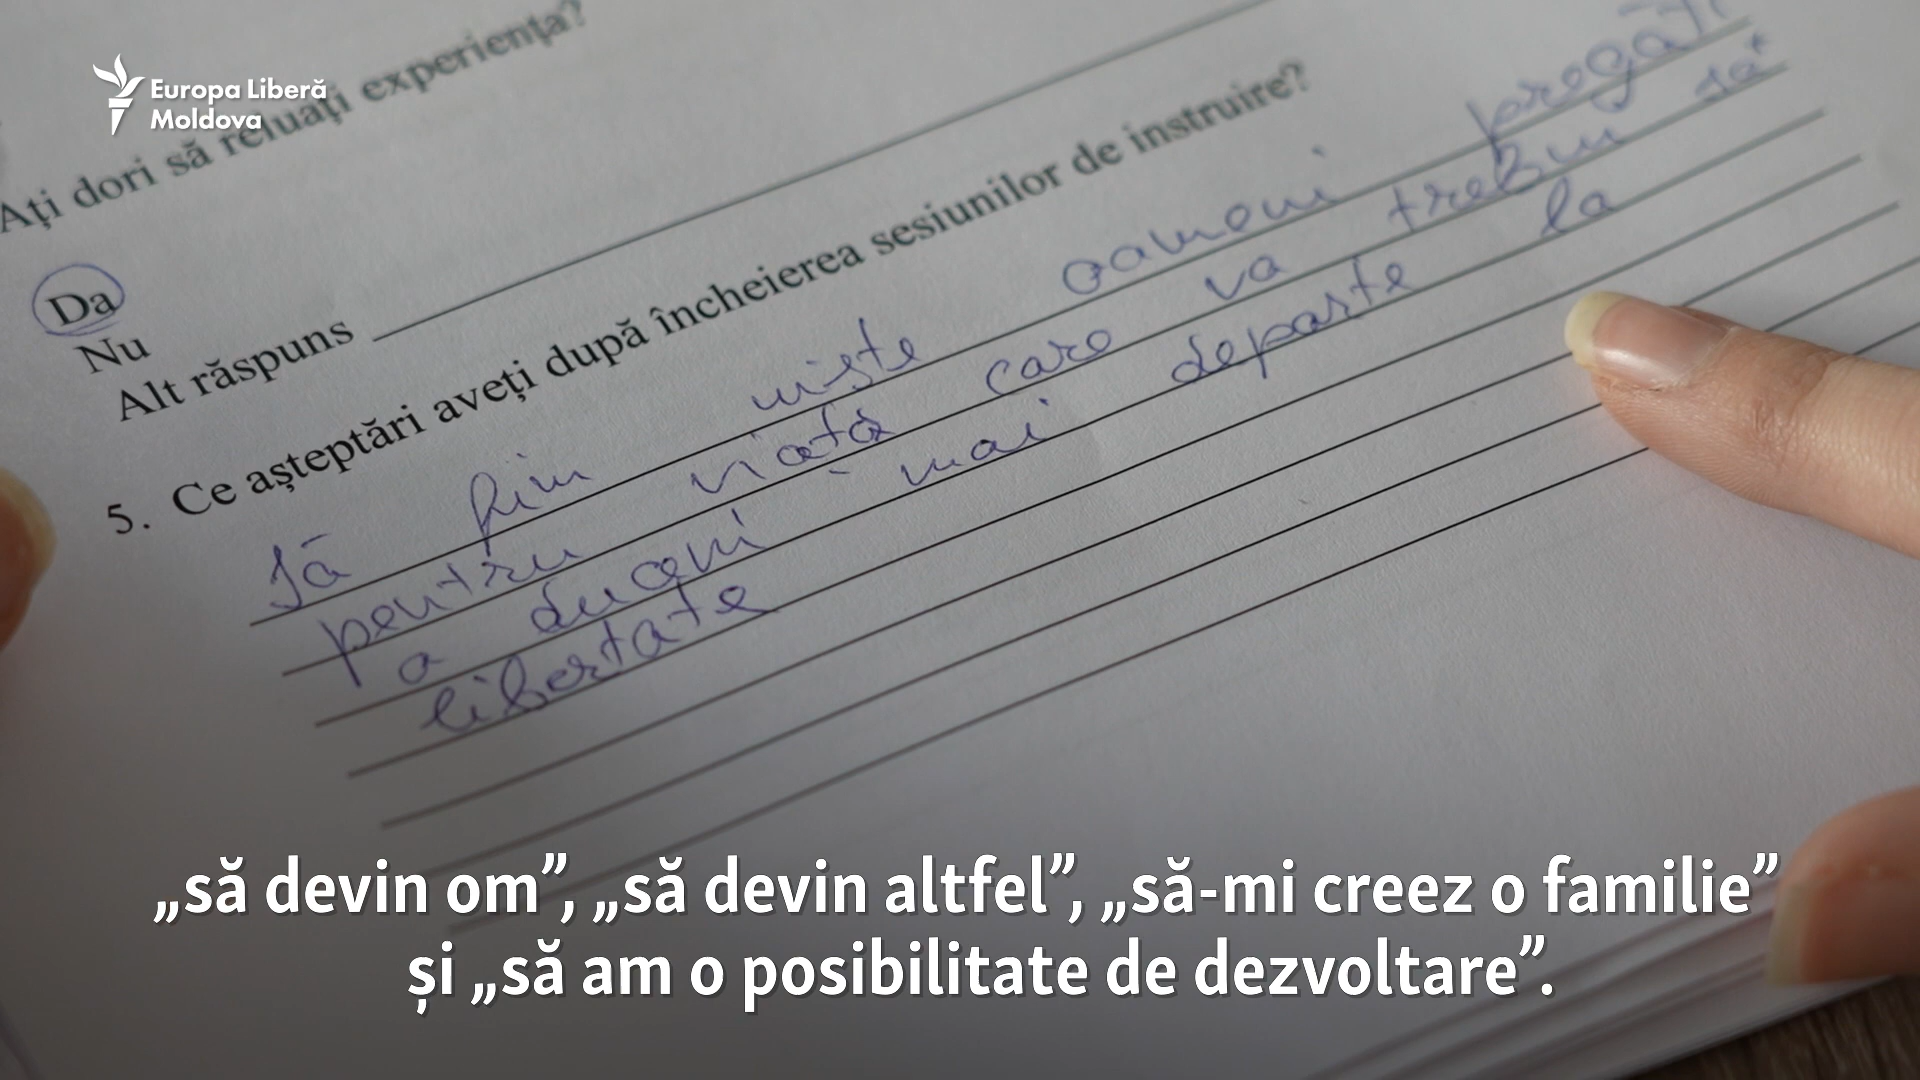 Europa Liberă
Moldova
Ați dori să reluați experiența?
Da
Nu
Alt răspuns
5. Ce așteptări aveți după încheierea sesiunilor de instruire?
Să fim niște oameni pregătiți
pentru viată care va trebui să
a ducem mai departe la
libertate
„să devin om”, „să devin altfel”, „să-mi creez o familie”
și „să am o posibilitate de dezvoltare”.